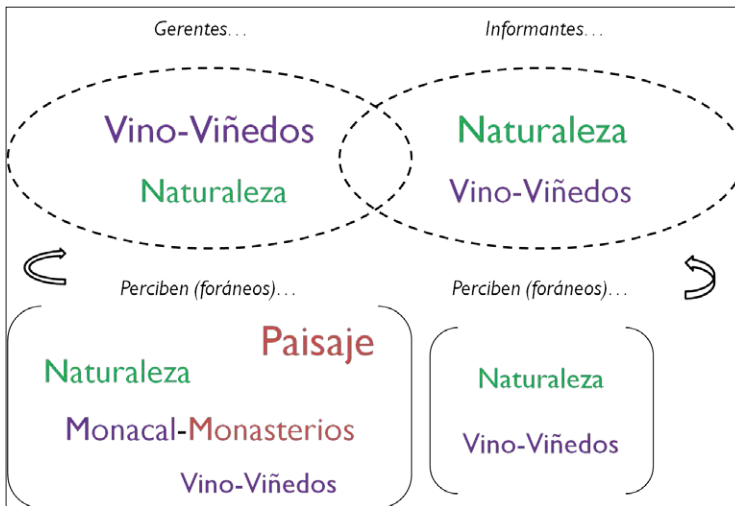 Gerentes…
Informantes…
Vino-Viñedos
Naturaleza
Naturaleza
Vino-Viñedos
Perciben (foráneos)…
Perciben (foráneos)…
Paisaje
Naturaleza
Monacal-Monasterios
Vino-Viñedos
Naturaleza
Vino-Viñedos